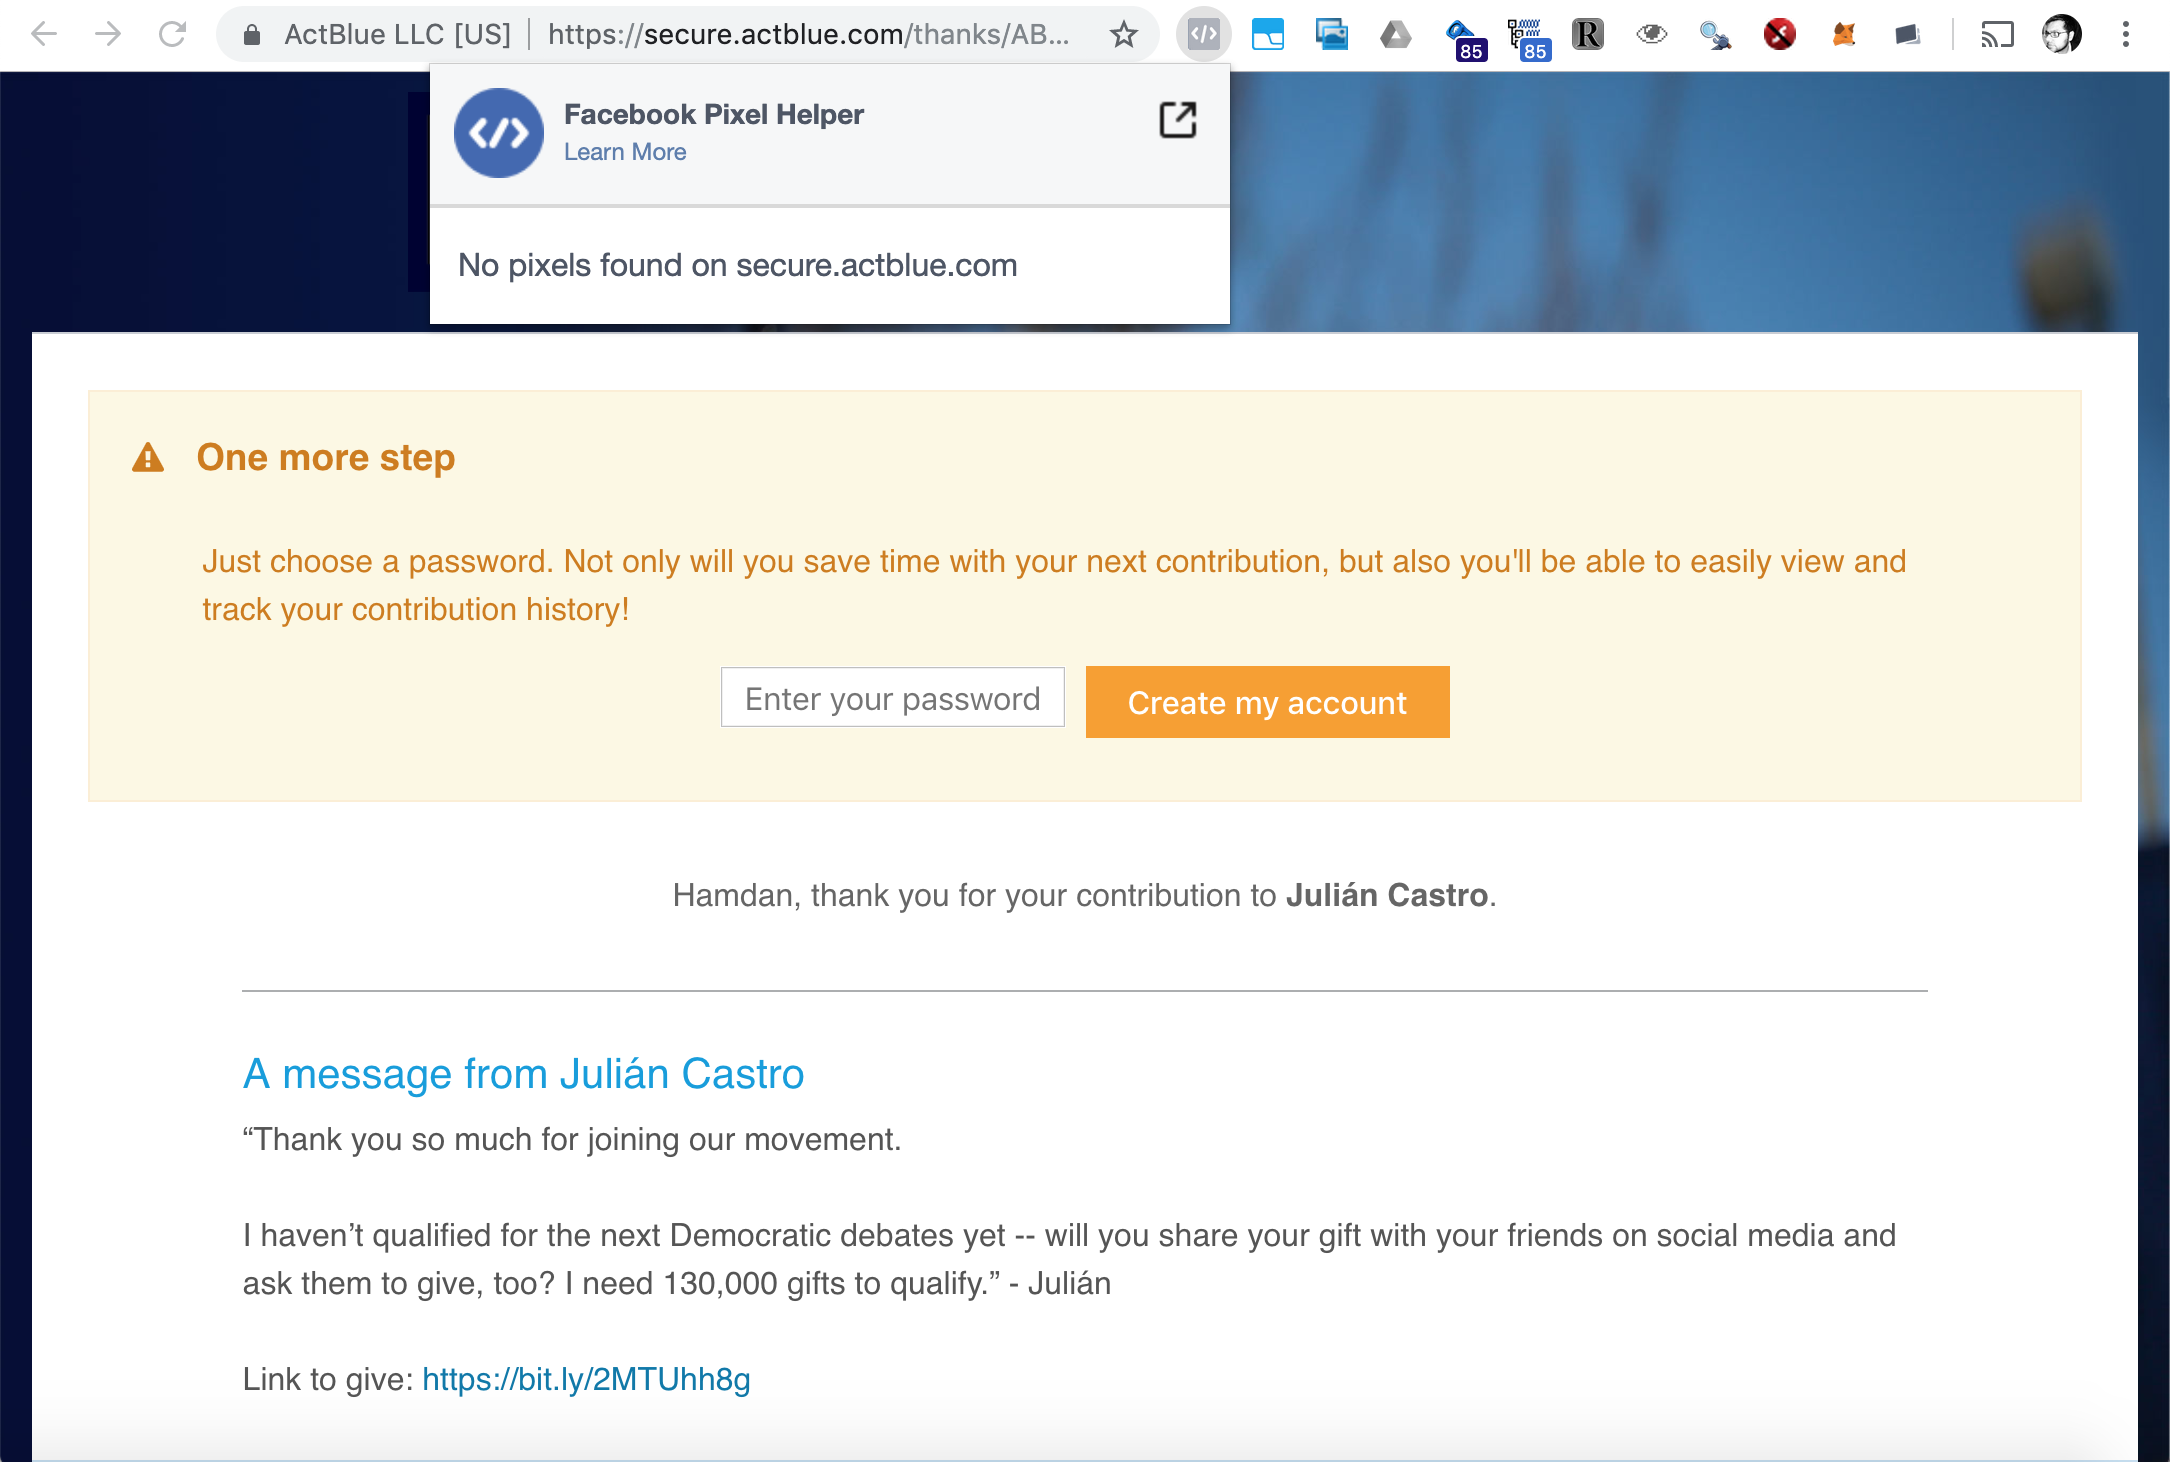 ActBlue LLC [US] | https://secure.actblue.com/thanks/AB...
85
85
R
Facebook Pixel Helper
Learn More
No pixels found on secure.actblue.com
One more step
Just choose a password. Not only will you save time with your next contribution, but also you'll be able to easily view and
track your contribution history!
Enter your password
Create my account
Hamdan, thank you for your contribution to Julián Castro.
A message from Julián Castro
“Thank you so much for joining our movement.
I haven’t qualified for the next Democratic debates yet -- will you share your gift with your friends on social media and
ask them to give, too? I need 130,000 gifts to qualify.” - Julián
Link to give: https://bit.ly/2MTUhh8g